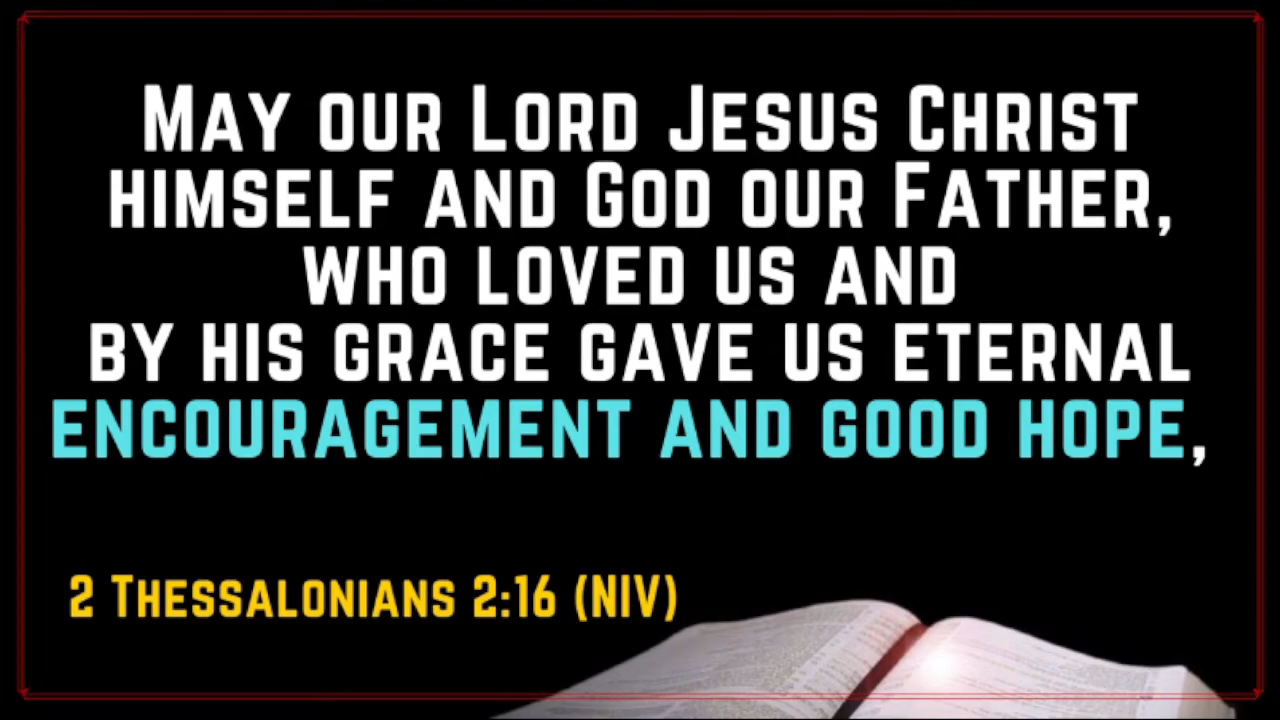 May our Lord Jesus Christ
himself and God our Father,
who loved us and
by his grace gave us eternal
encouragement and good hope,
2 Thessalonians 2:16 (NIV)